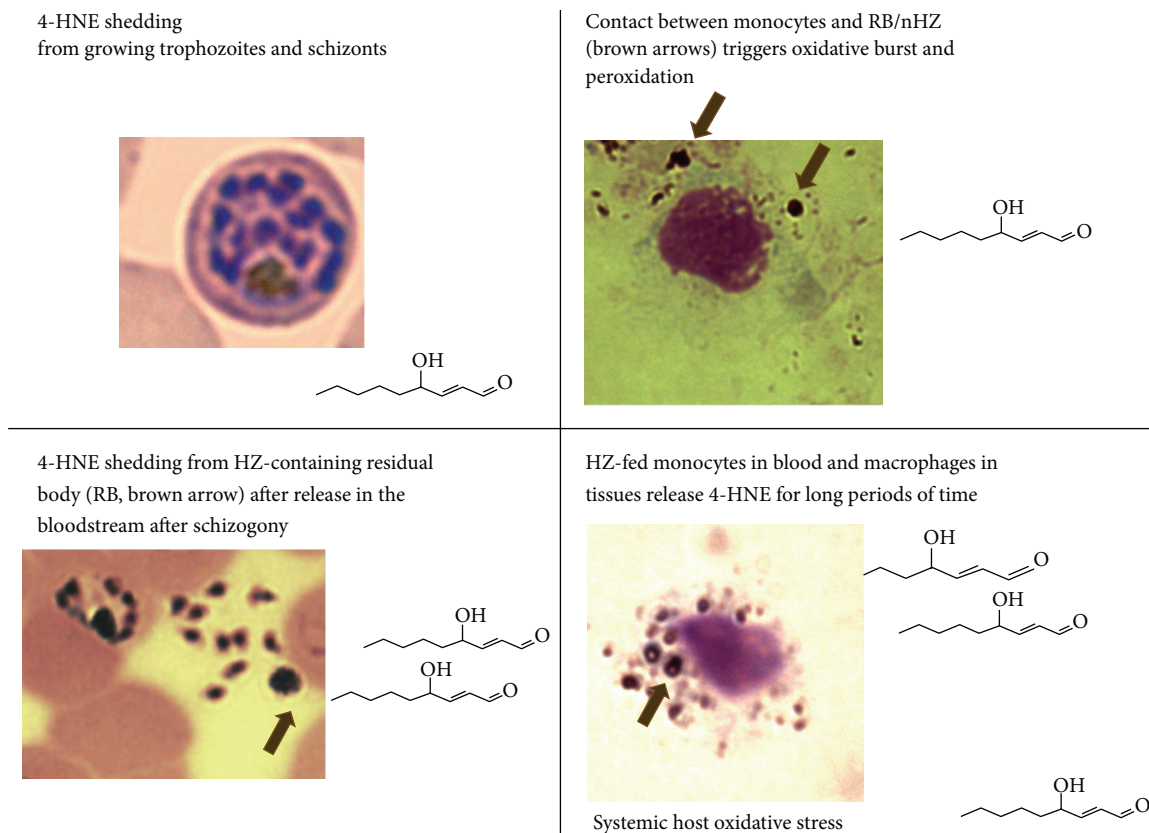 4-HNE shedding
from growing trophozoites and schizonts
OH
O
Contact between monocytes and RB/nHZ
(brown arrows) triggers oxidative burst and
peroxidation
OH
O
4-HNE shedding from HZ-containing residual
body (RB, brown arrow) after release in the
bloodstream after schizogony
OH
O
OH
O
HZ-fed monocytes in blood and macrophages in
tissues release 4-HNE for long periods of time
OH
O
OH
O
OH
O
Systemic host oxidative stress